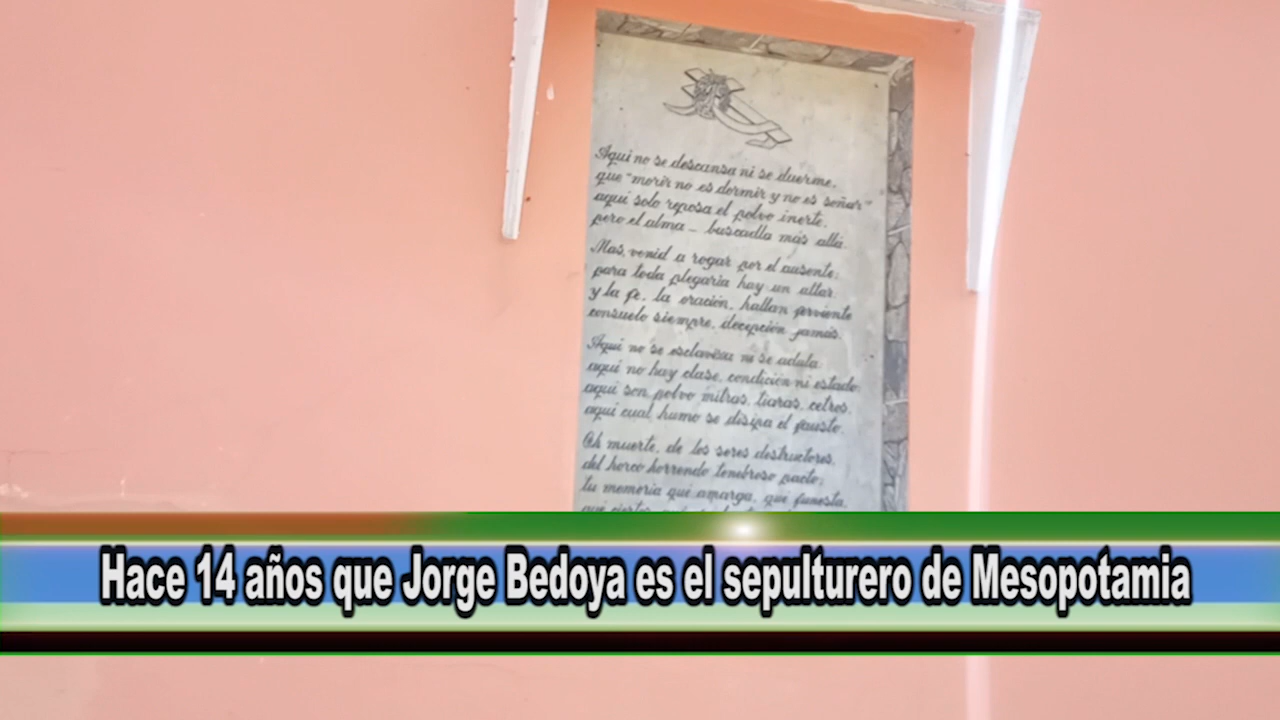 Aquí no se descansa ni se duerme,
que "morir no es dormir y no es soñar"
aquí solo reposa el polvo inerte,
pero el alma... buscadla más allá.
Mas, venid a rogar por el ausente;
para toda plegaria hay un altar
y la fe, la oración, hallan ferviente
consuelo siempre, decepción jamás.
Aquí no se esclaviza ni se adula:
aquí no hay clase, condición ni estado:
aquí son polvo mitras, tiaras, cetros,
aquí cual humo se disipa el fausto.
Oh muerte, de los seres destructores,
del horco horrendo tenebroso pacto;
tu memoria qué amarga, que funesta,
Hace 14 años que Jorge Bedoya es el sepulturero de Mesopotamia